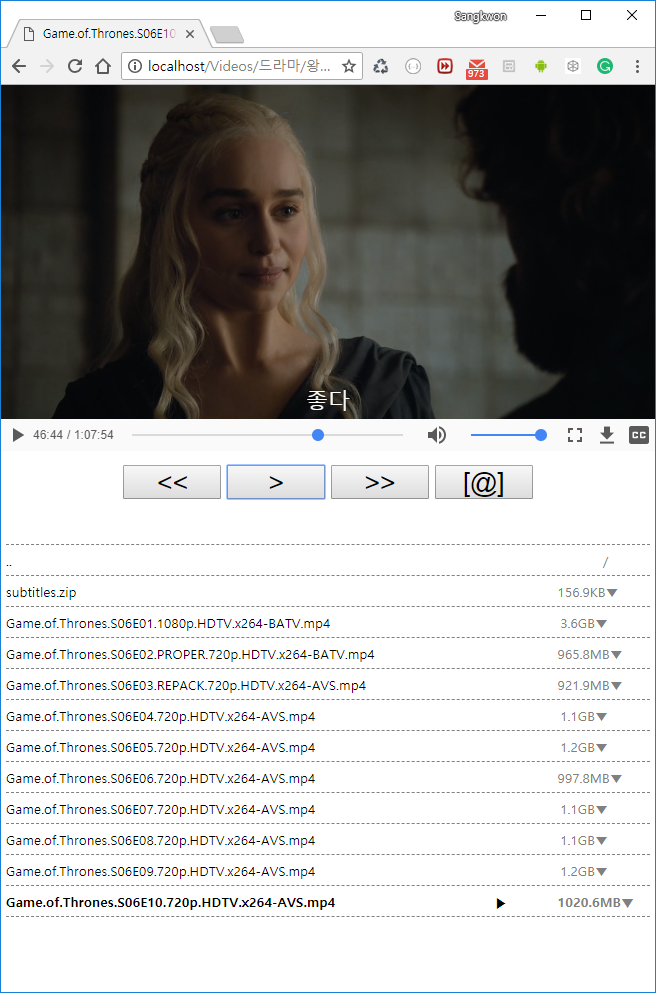 Sangkwon
Game.of.Thrones.S06E10
localhost/Videos/드라마/왕...
973
좋다
46:44 / 1:07:54
CC
<< > >> [@]
.. /
subtitles.zip 156.9KB▼
Game.of.Thrones.S06E01.1080p.HDTV.x264-BATV.mp4 3.6GB▼
Game.of.Thrones.S06E02.PROPER.720p.HDTV.x264-BATV.mp4 965.8MB▼
Game.of.Thrones.S06E03.REPACK.720p.HDTV.x264-AVS.mp4 921.9MB▼
Game.of.Thrones.S06E04.720p.HDTV.x264-AVS.mp4 1.1GB▼
Game.of.Thrones.S06E05.720p.HDTV.x264-AVS.mp4 1.2GB▼
Game.of.Thrones.S06E06.720p.HDTV.x264-AVS.mp4 997.8MB▼
Game.of.Thrones.S06E07.720p.HDTV.x264-AVS.mp4 1.1GB▼
Game.of.Thrones.S06E08.720p.HDTV.x264-AVS.mp4 1.1GB▼
Game.of.Thrones.S06E09.720p.HDTV.x264-AVS.mp4 1.2GB▼
Game.of.Thrones.S06E10.720p.HDTV.x264-AVS.mp4 ▶ 1020.6MB▼